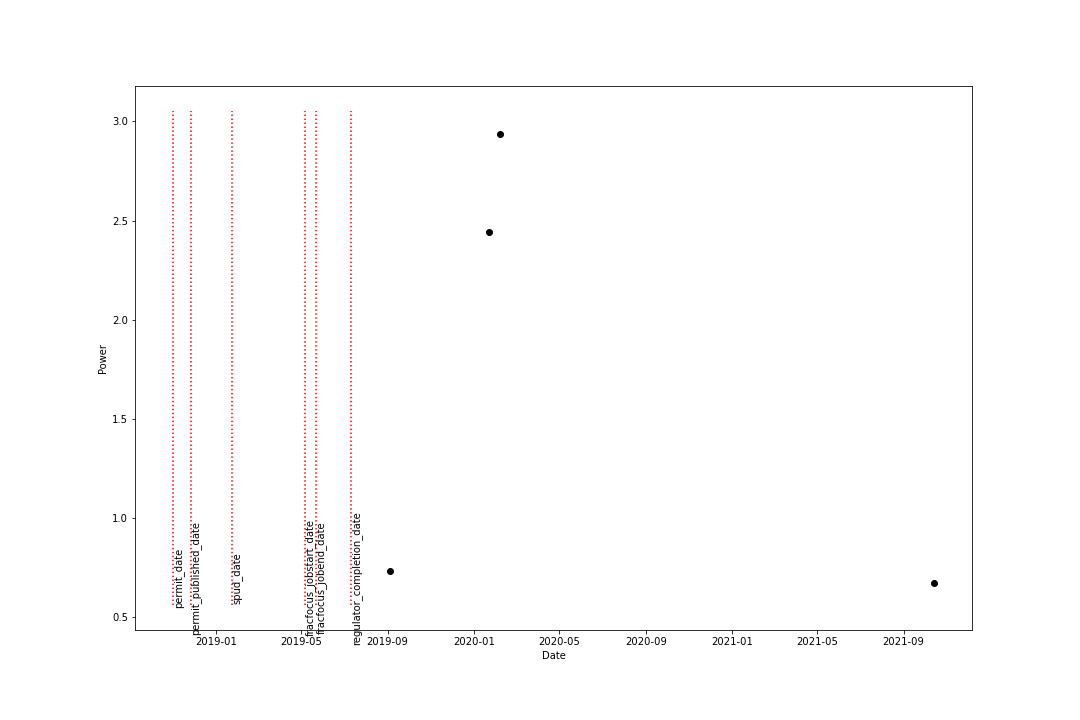 3.0
2.5
2.0
1.5
1.0
0.5
Power
permit_date
permit_published_date
spud_date
fracfocus_jobstart_date
fracfocus_jobend_date
regulator_completion_date
2019-01
2019-05
2019-09
2020-01
2020-05
2020-09
2021-01
2021-05
2021-09
Date